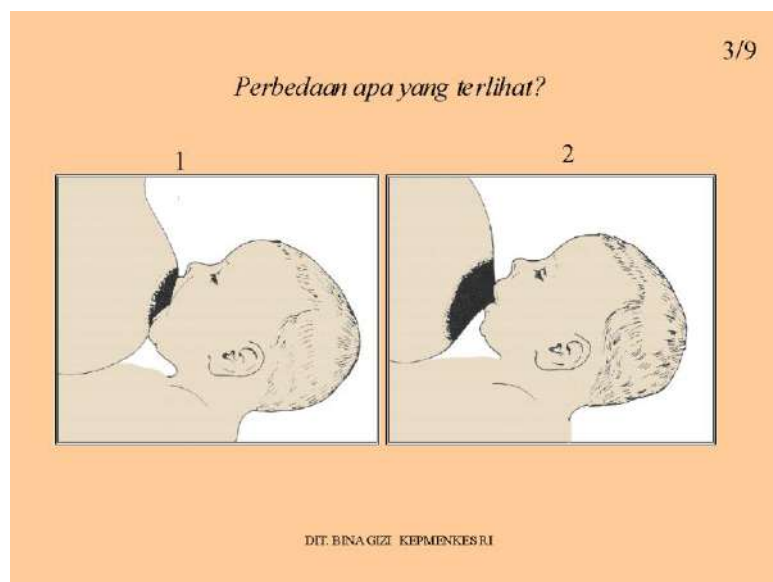 3/9
Perbedaan apa yang terlihat?
1
2
DIT. BINA GIZI KEPMENKES RI